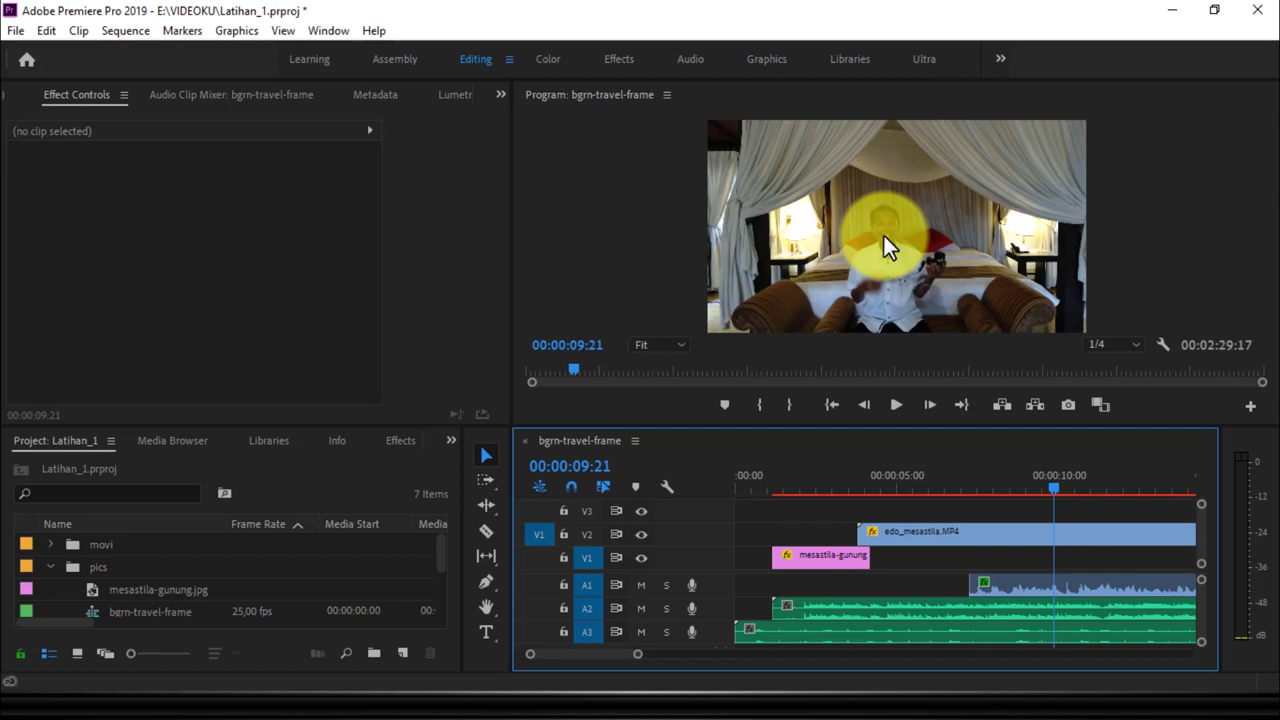 Adobe Premiere Pro 2019 - E:\VIDEOKU\Latihan_1.prproj *
File Edit Clip Sequence Markers Graphics View Window Help
Learning Assembly Editing Color Effects Audio Graphics Libraries Ultra
Effect Controls Audio Clip Mixer: bgrn-travel-frame Metadata Lumetr
Program: bgrn-travel-frame
(no clip selected)
00:00:09:21 Fit 1/4 00:02:29:17
00:00:09:21
Project: Latihan_1 Media Browser Libraries Info Effects
Latihan_1.prproj
7 Items
Name Frame Rate Media Start Media
movi
pics
mesastila-gunung.jpg
bgrn-travel-frame 25,00 fps 00:00:00:00 00:
bgrn-travel-frame
00:00:09:21
:00:00 00:00:05:00 00:00:10:00
V3
V1 V2 edo_mesastila.MP4
V1 mesastila-gunung
A1 M S
A2 M S
A3 M S
0
-12
-24
-36
-48
dB